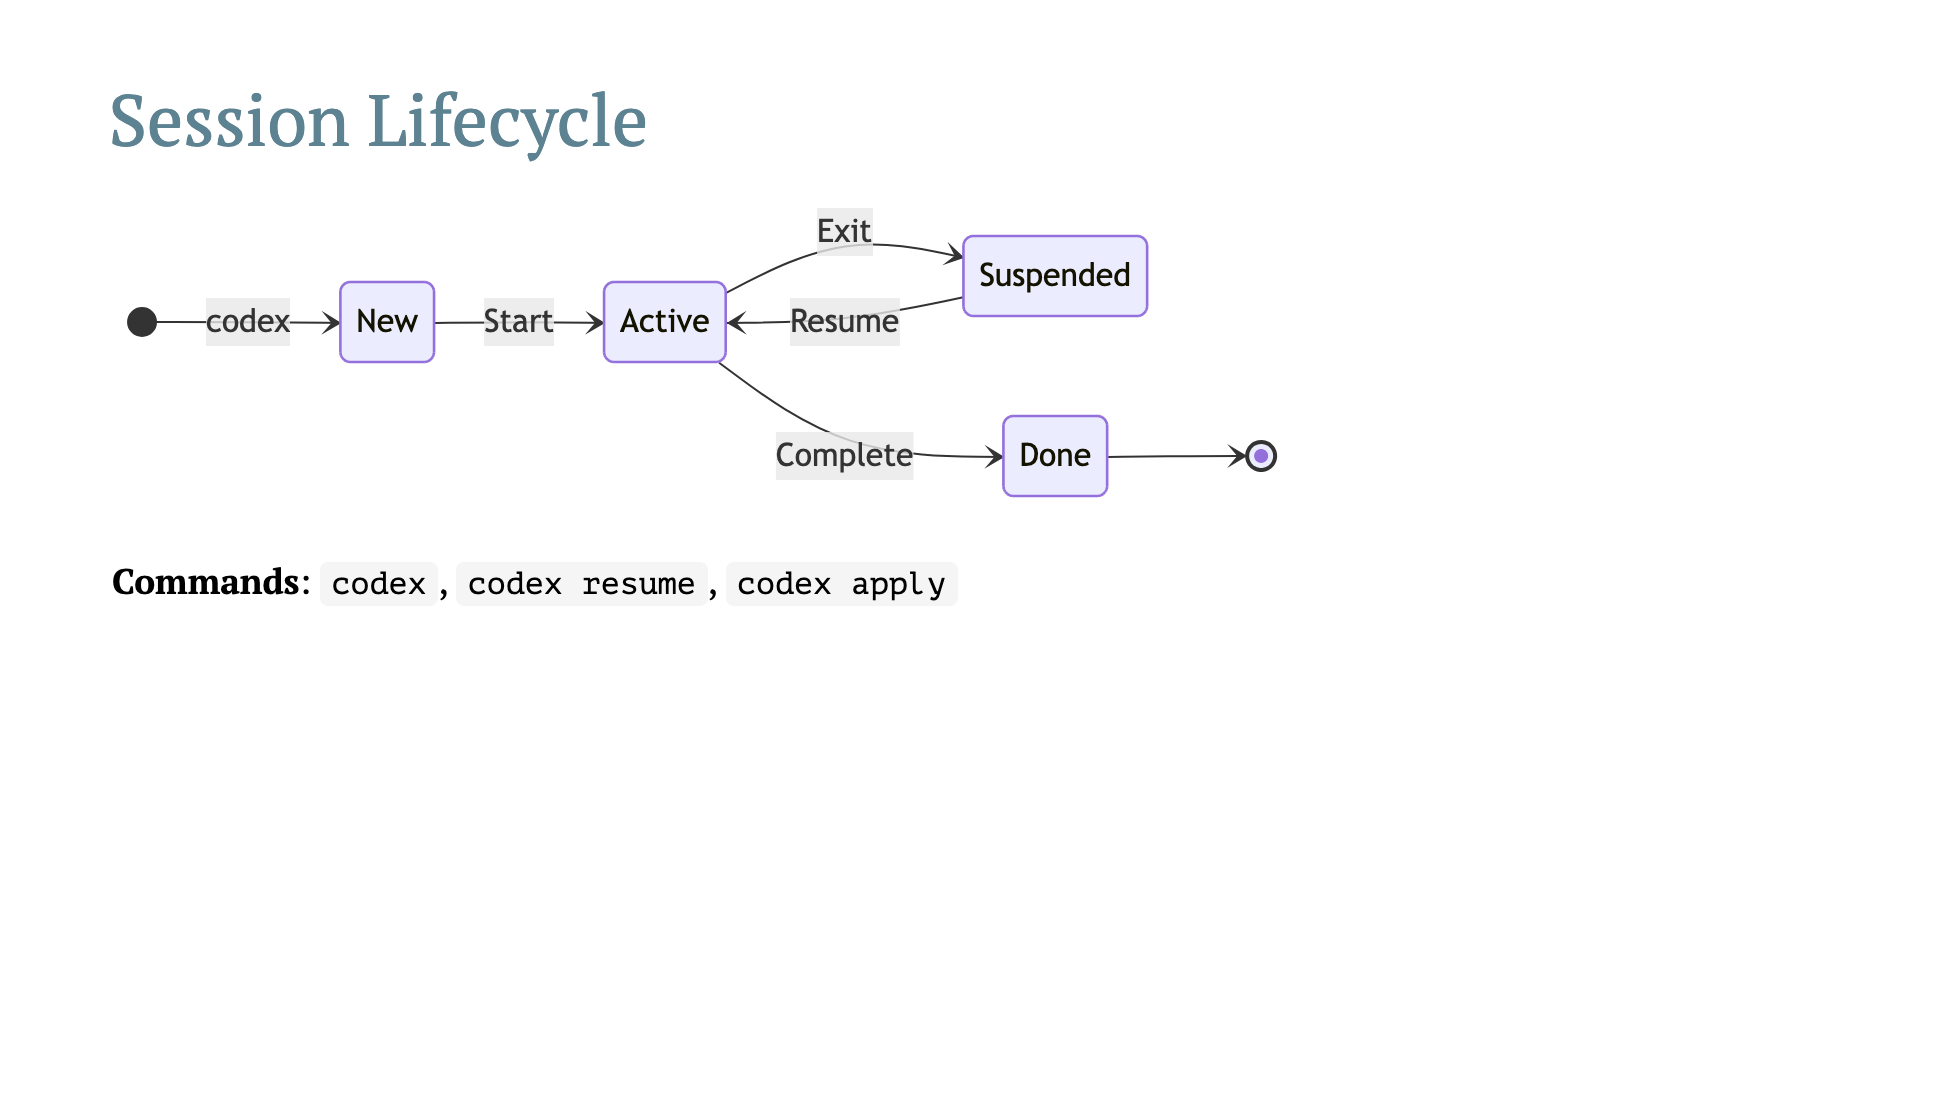 Session Lifecycle
Exit
Suspended
codex
New
Start
Active
Resume
Complete
Done
Commands: codex, codex resume, codex apply